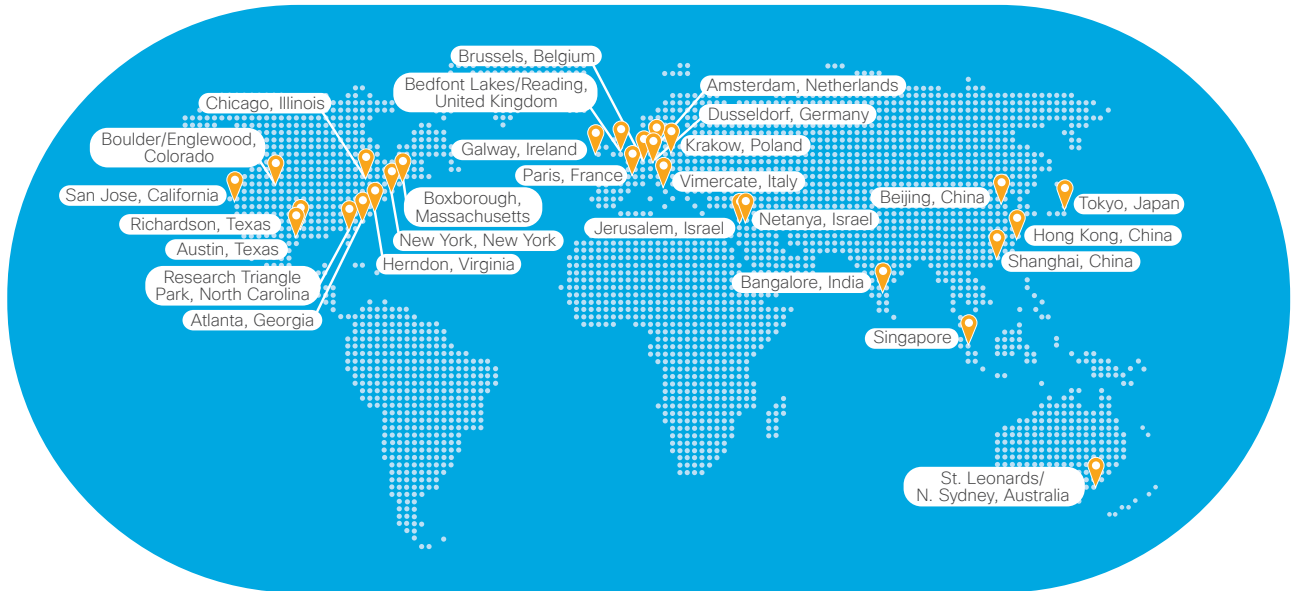 Brussels, Belgium
Bedfont Lakes/Reading,
United Kingdom
Amsterdam, Netherlands
Chicago, Illinois
Dusseldorf, Germany
Boulder/Englewood,
Colorado
Galway, Ireland
Krakow, Poland
Paris, France
Vimercate, Italy
San Jose, California
Boxborough,
Massachusetts
Beijing, China
Tokyo, Japan
Richardson, Texas
Jerusalem, Israel
Netanya, Israel
Austin, Texas
New York, New York
Hong Kong, China
Herndon, Virginia
Shanghai, China
Research Triangle
Park, North Carolina
Bangalore, India
Atlanta, Georgia
Singapore
St. Leonards/
N. Sydney, Australia